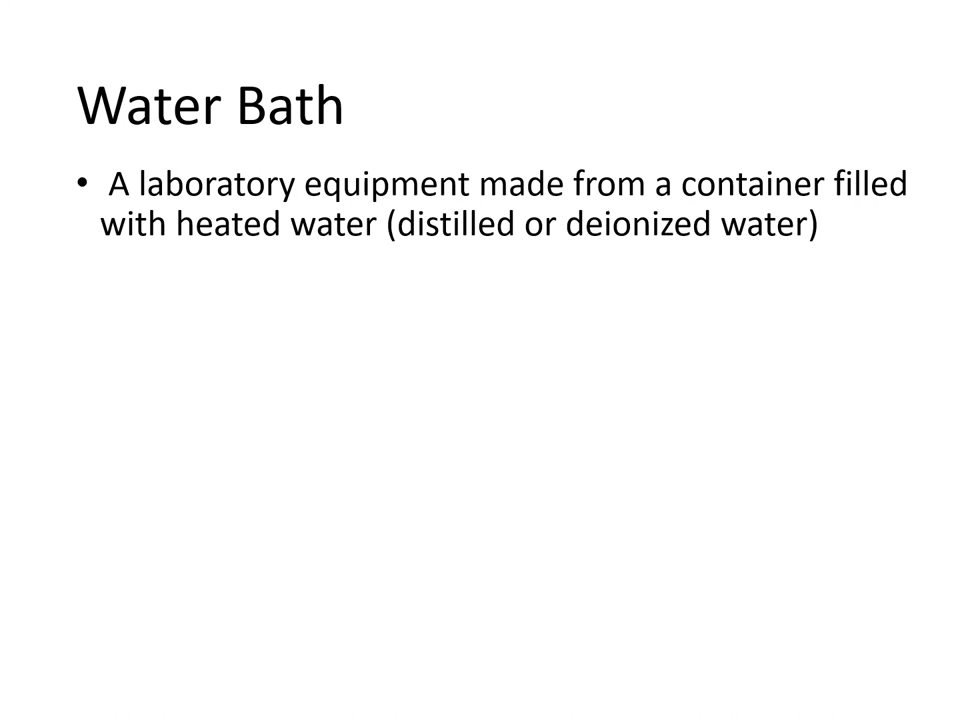 Water Bath
• A laboratory equipment made from a container filled
with heated water (distilled or deionized water)